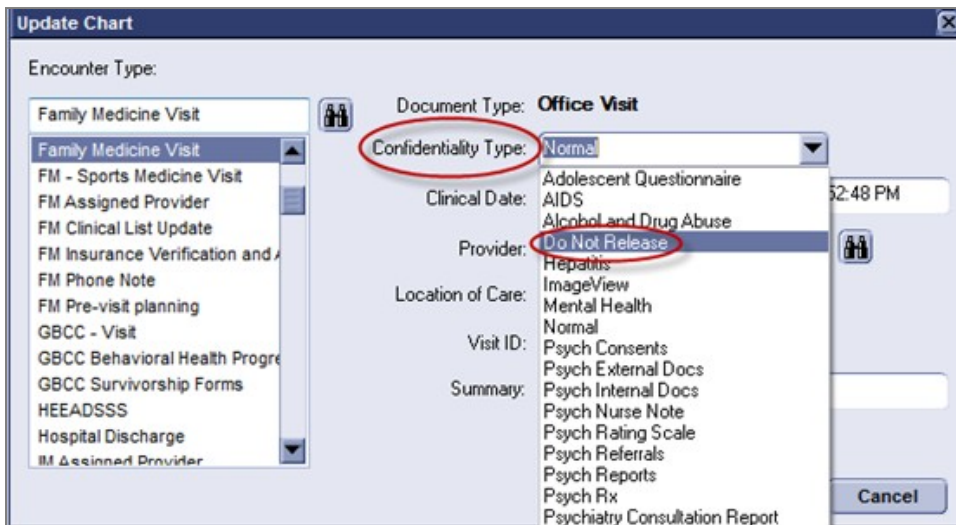 Update Chart
Encounter Type:
Family Medicine Visit
Family Medicine Visit
FM - Sports Medicine Visit
FM Assigned Provider
FM Clinical List Update
FM Insurance Verification and
FM Phone Note
FM Pre-visit planning
GBCC - Visit
GBCC Behavioral Health Progre
GBCC Survivorship Forms
HEEADSSS
Hospital Discharge
IM Assigned Provider
Document Type: Office Visit
Confidentiality Type: Normal
Adolescent Questionnaire
AIDS
Alcohol and Drug Abuse
Do Not Release
Hepatitis
ImageView
Mental Health
Normal
Psych Consents
Psych External Docs
Psych Internal Docs
Psych Nurse Note
Psych Rating Scale
Psych Referrals
Psych Reports
Psych Rx
Psychiatry Consultation Report
Clinical Date: 52:48 PM
Provider:
Location of Care:
Visit ID:
Summary:
Cancel